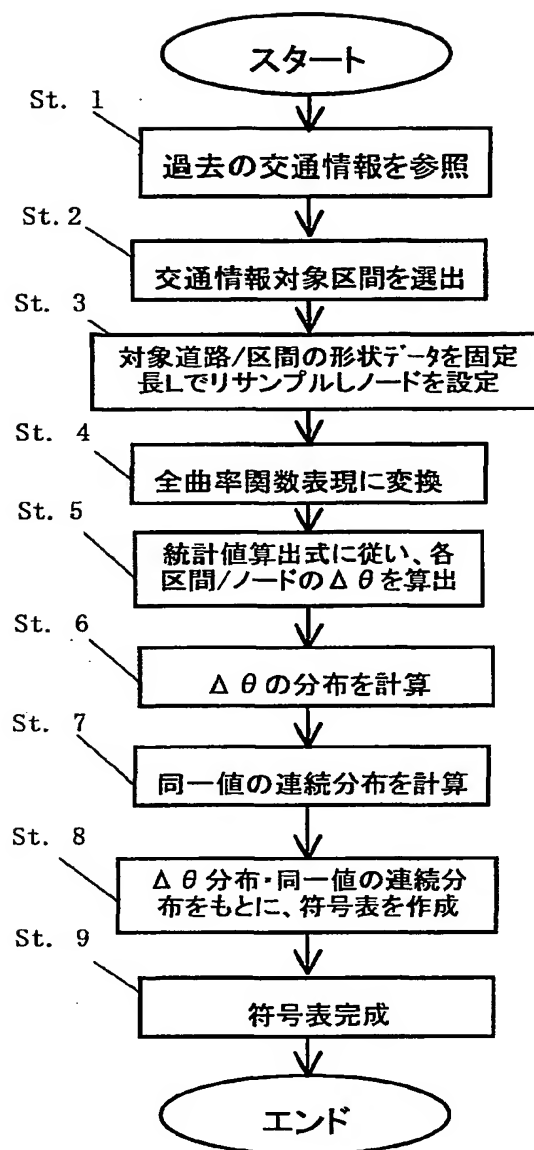 スタート
St. 1
過去の交通情報を参照
St. 2
交通情報対象区間を選出
St. 3
対象道路/区間の形状データを固定
長Lでリサンプルしノードを設定
St. 4
全曲率関数表現に変換
St. 5
統計値算出式に従い、各
区間/ノードのΔθを算出
St. 6
Δθの分布を計算
St. 7
同一値の連続分布を計算
St. 8
Δθ分布・同一値の連続分
布をもとに、符号表を作成
St. 9
符号表完成
エンド